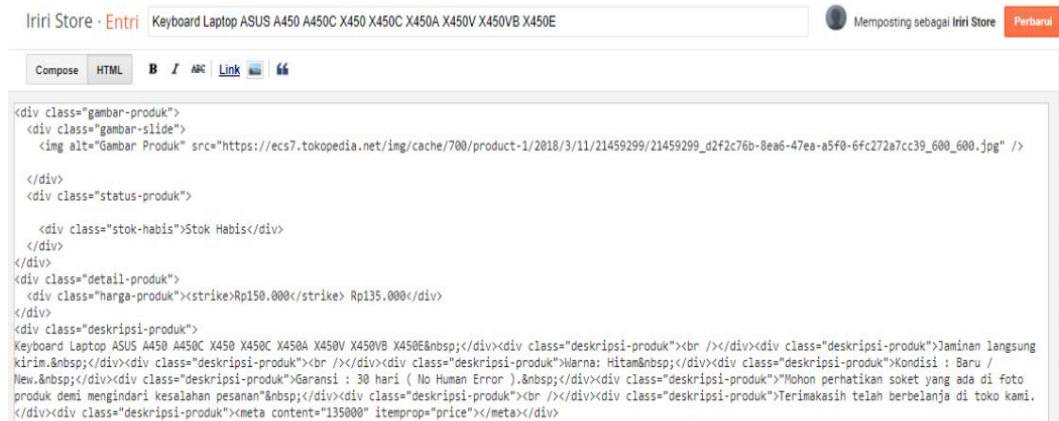 Iriri Store · Entri Keyboard Laptop ASUS A450 A450C X450 X450C X450A X450V X450VB X450E Memposting sebagai Iriri Store Perbarui
Compose HTML B I ABC Link
<div class="gambar-produk">
<div class="gambar-slide">
<img alt="Gambar Produk" src="https://ecs7.tokopedia.net/img/cache/700/product-1/2018/3/11/21459299/21459299_d2f2c76b-8ea6-47ea-a5f0-6fc272a7cc39_600_600.jpg" />
</div>
<div class="status-produk">
<div class="stok-habis">Stok Habis</div>
</div>
</div>
<div class="detail-produk">
<div class="harga-produk"><strike>Rp150.000</strike> Rp135.000</div>
</div>
<div class="deskripsi-produk">
Keyboard Laptop ASUS A450 A450C X450 X450C X450A X450V X450VB X450E&nbsp;</div><div class="deskripsi-produk"><br /></div><div class="deskripsi-produk">Jaminan langsung
kirim.&nbsp;</div><div class="deskripsi-produk"><br /></div><div class="deskripsi-produk">Warna: Hitam&nbsp;</div><div class="deskripsi-produk">Kondisi : Baru /
New.&nbsp;</div><div class="deskripsi-produk">Garansi : 30 hari ( No Human Error ).&nbsp;</div><div class="deskripsi-produk">"Mohon perhatikan soket yang ada di foto
produk demi mengindari kesalahan pesanan"&nbsp;</div><div class="deskripsi-produk"><br /></div><div class="deskripsi-produk">Terimakasih telah berbelanja di toko kami.
</div><div class="deskripsi-produk"><meta content="135000" itemprop="price"></meta></div>